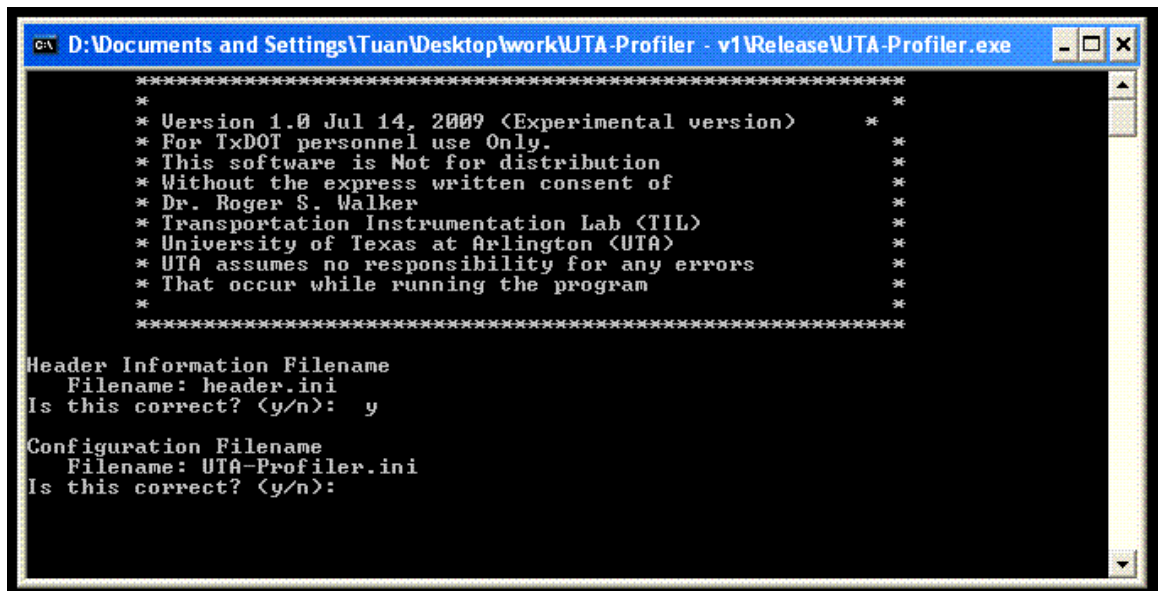 D:\Documents and Settings\Tuan\Desktop\work\UTA-Profiler - v1\Release\UTA-Profiler.exe
*********************************************************
* *
* Version 1.0 Jul 14, 2009 (Experimental version) *
* For TxDOT personnel use Only. *
* This software is Not for distribution *
* Without the express written consent of *
* Dr. Roger S. Walker *
* Transportation Instrumentation Lab (TIL) *
* University of Texas at Arlington (UTA) *
* UTA assumes no responsibility for any errors *
* That occur while running the program *
* *
*********************************************************
Header Information Filename
Filename: header.ini
Is this correct? (y/n): y
Configuration Filename
Filename: UTA-Profiler.ini
Is this correct? (y/n):